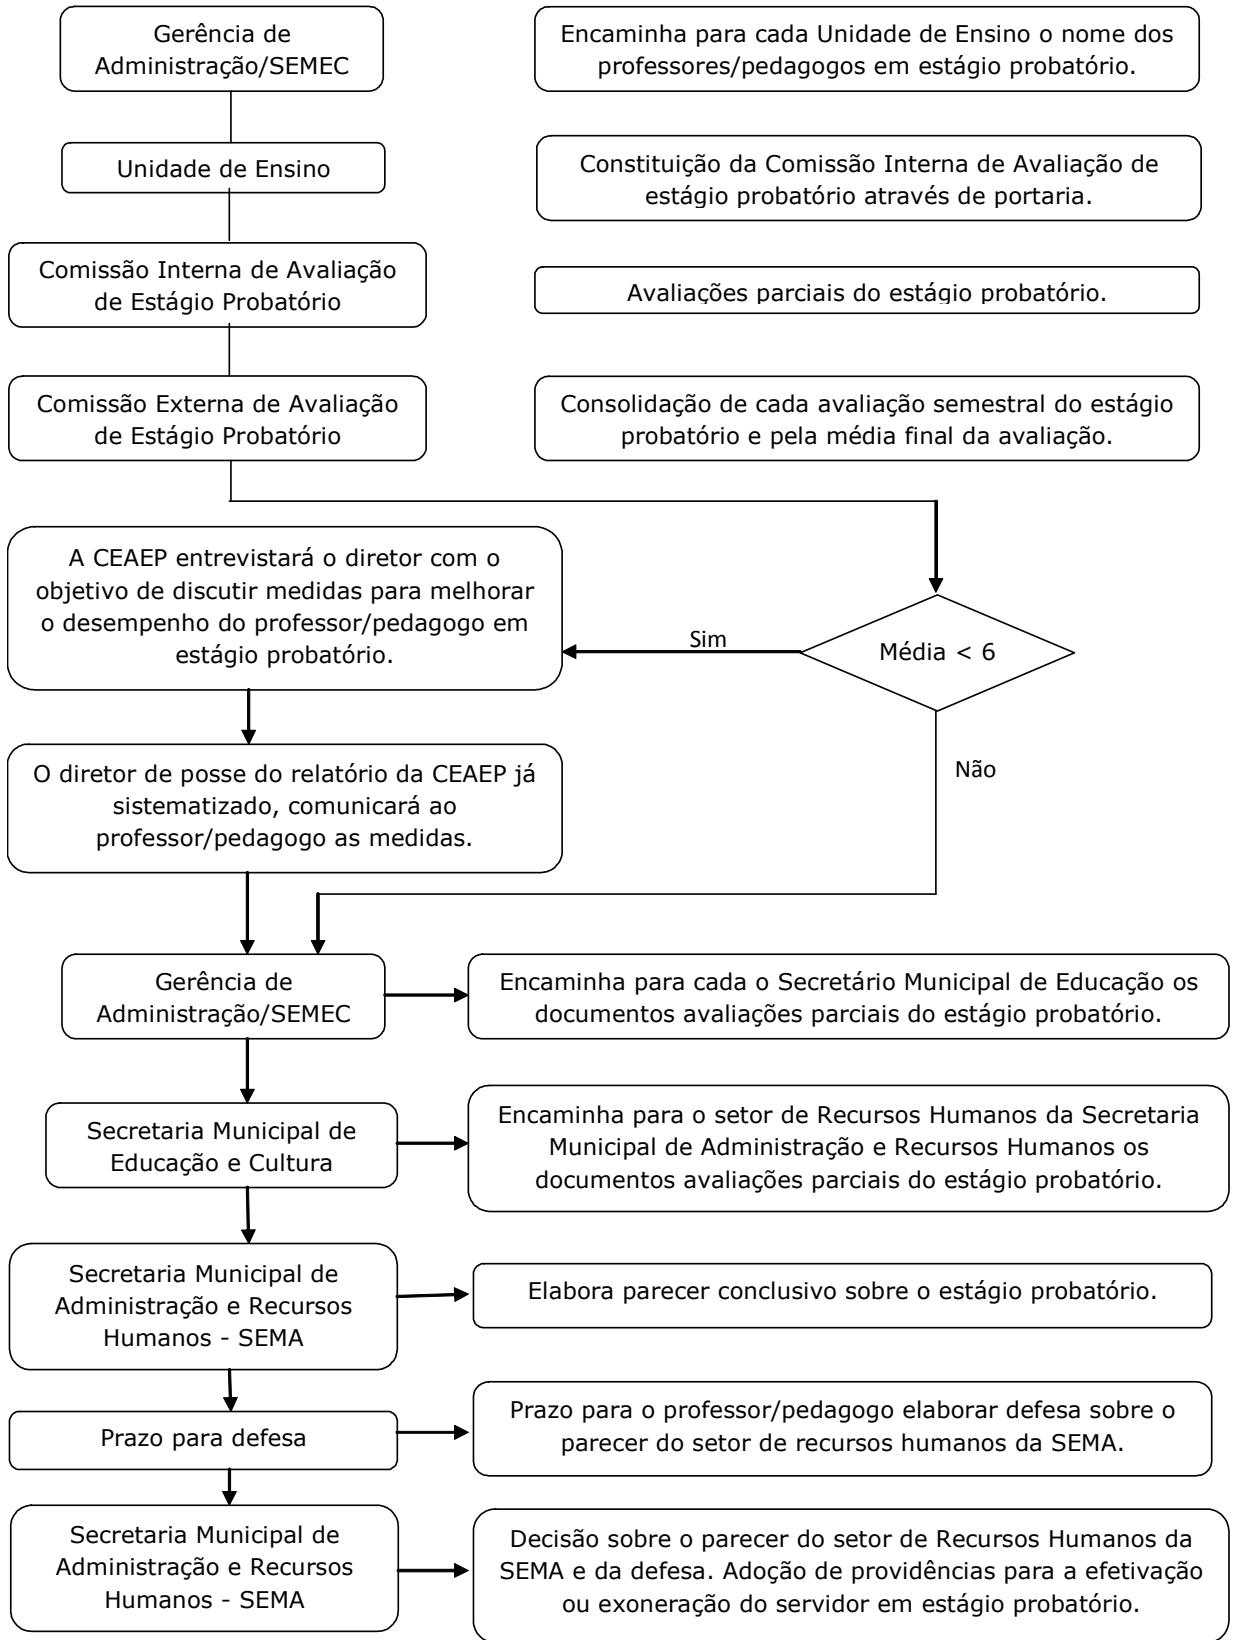 Gerência de
Administração/SEMEC
Encaminha para cada Unidade de Ensino o nome dos
professores/pedagogos em estágio probatório.
Unidade de Ensino
Constituição da Comissão Interna de Avaliação de
estágio probatório através de portaria.
Comissão Interna de Avaliação
de Estágio Probatório
Avaliações parciais do estágio probatório.
Comissão Externa de Avaliação
de Estágio Probatório
Consolidação de cada avaliação semestral do estágio
probatório e pela média final da avaliação.
A CEAEP entrevistará o diretor com o
objetivo de discutir medidas para melhorar
o desempenho do professor/pedagogo em
estágio probatório.
Sim
Média < 6
O diretor de posse do relatório da CEAEP já
sistematizado, comunicará ao
professor/pedagogo as medidas.
Não
Gerência de
Administração/SEMEC
Encaminha para cada o Secretário Municipal de Educação os
documentos avaliações parciais do estágio probatório.
Secretaria Municipal de
Educação e Cultura
Encaminha para o setor de Recursos Humanos da Secretaria
Municipal de Administração e Recursos Humanos os
documentos avaliações parciais do estágio probatório.
Secretaria Municipal de
Administração e Recursos
Humanos - SEMA
Elabora parecer conclusivo sobre o estágio probatório.
Prazo para defesa
Prazo para o professor/pedagogo elaborar defesa sobre o
parecer do setor de recursos humanos da SEMA.
Secretaria Municipal de
Administração e Recursos
Humanos - SEMA
Decisão sobre o parecer do setor de Recursos Humanos da
SEMA e da defesa. Adoção de providências para a efetivação
ou exoneração do servidor em estágio probatório.